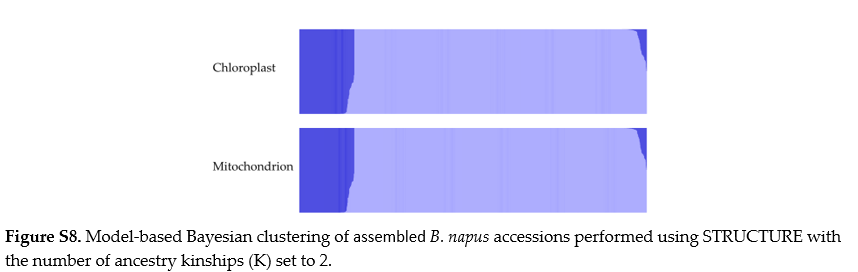 Chloroplast
Mitochondrion
Figure S8. Model-based Bayesian clustering of assembled B. napus accessions performed using STRUCTURE with
the number of ancestry kinships (K) set to 2.